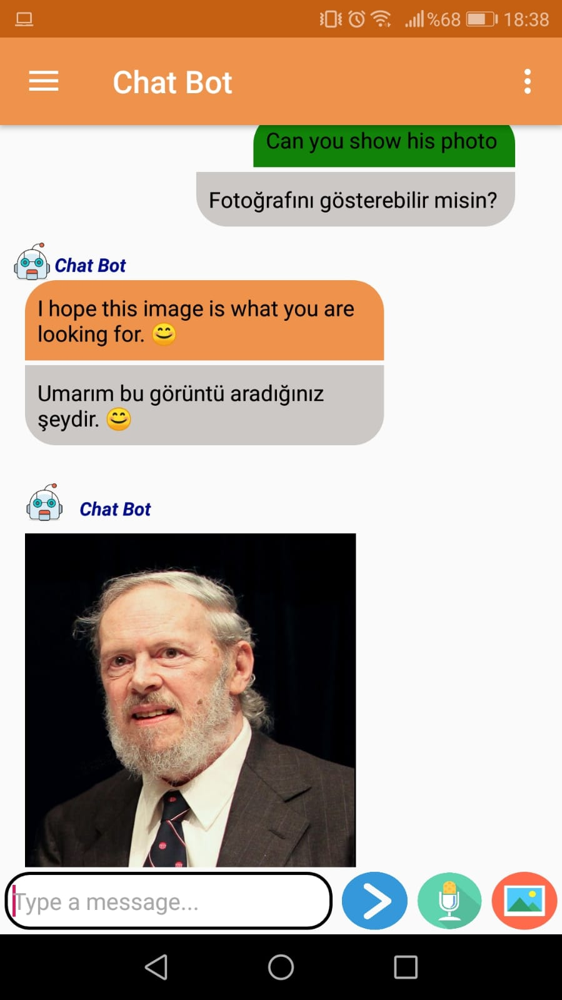 %68 18:38
Chat Bot
Can you show his photo
Fotoğrafını gösterebilir misin?
Chat Bot
I hope this image is what you are
looking for. 😊
Umarım bu görüntü aradığınız
şeydir. 😊
Chat Bot
Type a message...